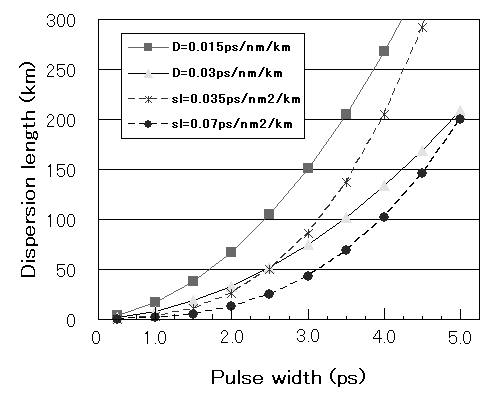 300
250
200
150
100
50
0
Dispersion length (km)
D=0.015ps/nm/km
D=0.03ps/nm/km
sl=0.035ps/nm2/km
sl=0.07ps/nm2/km
0 1.0 2.0 3.0 4.0 5.0
Pulse width (ps)